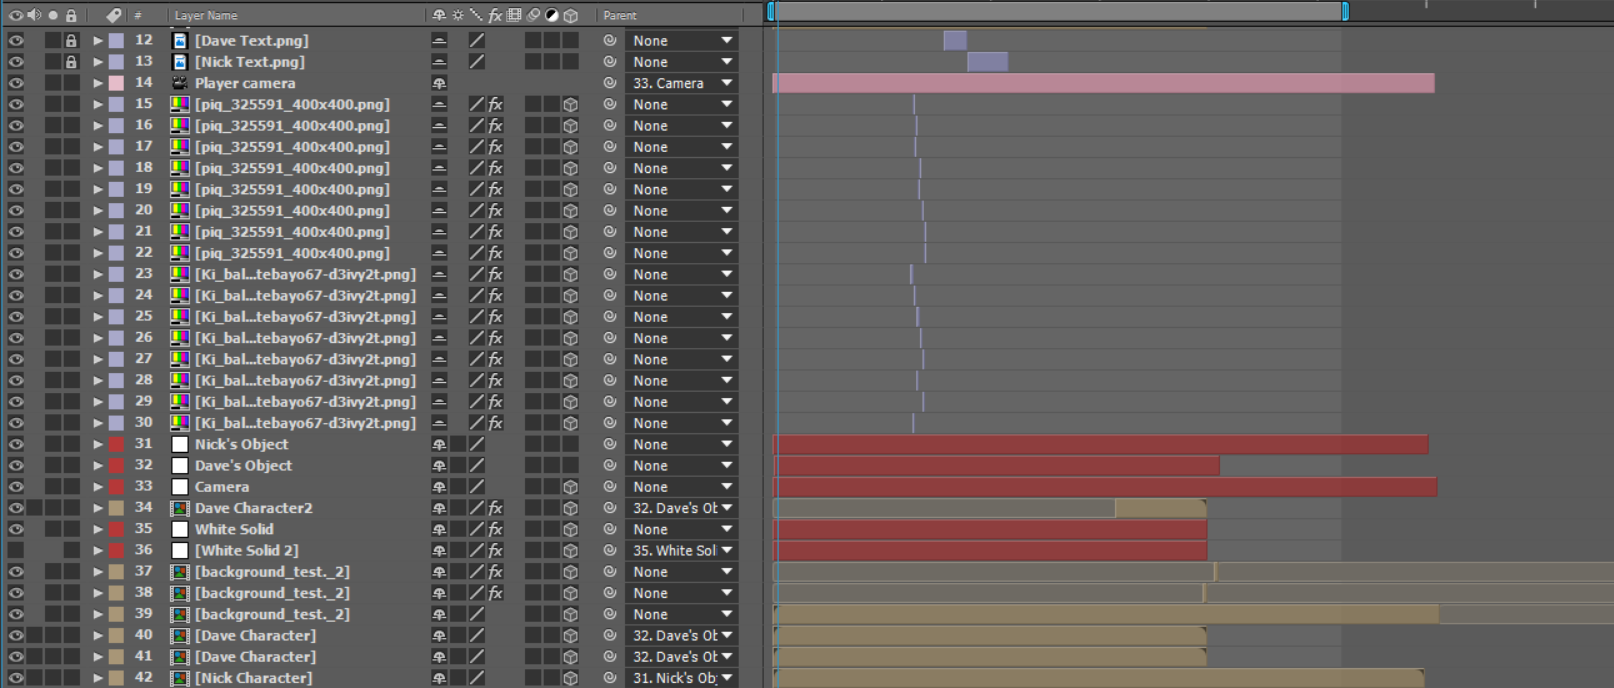 # Layer Name fx Parent
12 [Dave Text.png] None
13 [Nick Text.png] None
14 Player camera 33. Camera
15 [piq_325591_400x400.png] fx None
16 [piq_325591_400x400.png] fx None
17 [piq_325591_400x400.png] fx None
18 [piq_325591_400x400.png] fx None
19 [piq_325591_400x400.png] fx None
20 [piq_325591_400x400.png] fx None
21 [piq_325591_400x400.png] fx None
22 [piq_325591_400x400.png] fx None
23 [Ki_bal...tebayo67-d3ivy2t.png] fx None
24 [Ki_bal...tebayo67-d3ivy2t.png] fx None
25 [Ki_bal...tebayo67-d3ivy2t.png] fx None
26 [Ki_bal...tebayo67-d3ivy2t.png] fx None
27 [Ki_bal...tebayo67-d3ivy2t.png] fx None
28 [Ki_bal...tebayo67-d3ivy2t.png] fx None
29 [Ki_bal...tebayo67-d3ivy2t.png] fx None
30 [Ki_bal...tebayo67-d3ivy2t.png] fx None
31 Nick's Object None
32 Dave's Object None
33 Camera None
34 Dave Character2 fx 32. Dave's Ob
35 White Solid None
36 [White Solid 2] 35. White Soli
37 [background_test._2] fx None
38 [background_test._2] fx None
39 [background_test._2] None
40 [Dave Character] 32. Dave's Ob
41 [Dave Character] 32. Dave's Ob
42 [Nick Character] 31. Nick's Obj